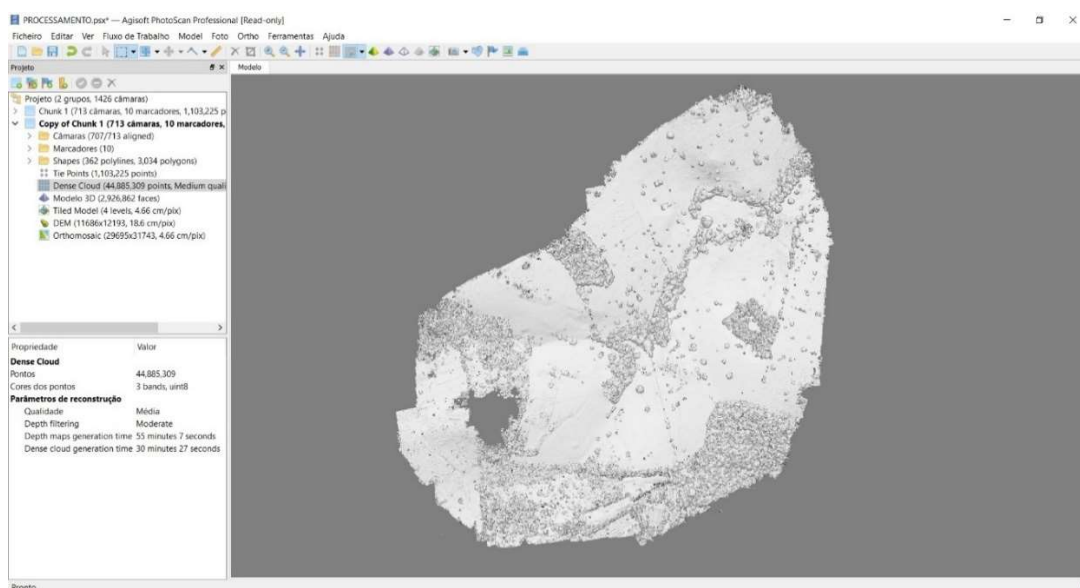 PROCESSAMENTO.psx* — Agisoft PhotoScan Professional [Read-only]
Ficheiro Editar Ver Fluxo de Trabalho Model Foto Ortho Ferramentas Ajuda
Projeto
Modelo
Projeto (2 grupos, 1426 câmaras)
Chunk 1 (713 câmaras, 10 marcadores, 1,103,225 p
Copy of Chunk 1 (713 câmaras, 10 marcadores,
Câmaras (707/713 aligned)
Marcadores (10)
Shapes (362 polylines, 3,034 polygons)
Tie Points (1,103,225 points)
Dense Cloud (44,885,309 points, Medium quali
Modelo 3D (2,926,862 faces)
Tiled Model (4 levels, 4.66 cm/pix)
DEM (11686x12193, 18.6 cm/pix)
Orthomosaic (29695x31743, 4.66 cm/pix)
Propriedade Valor
Dense Cloud
Pontos 44,885,309
Cores dos pontos 3 bands, uint8
Parâmetros de reconstrução
Qualidade Média
Depth filtering Moderate
Depth maps generation time 55 minutes 7 seconds
Dense cloud generation time 30 minutes 27 seconds